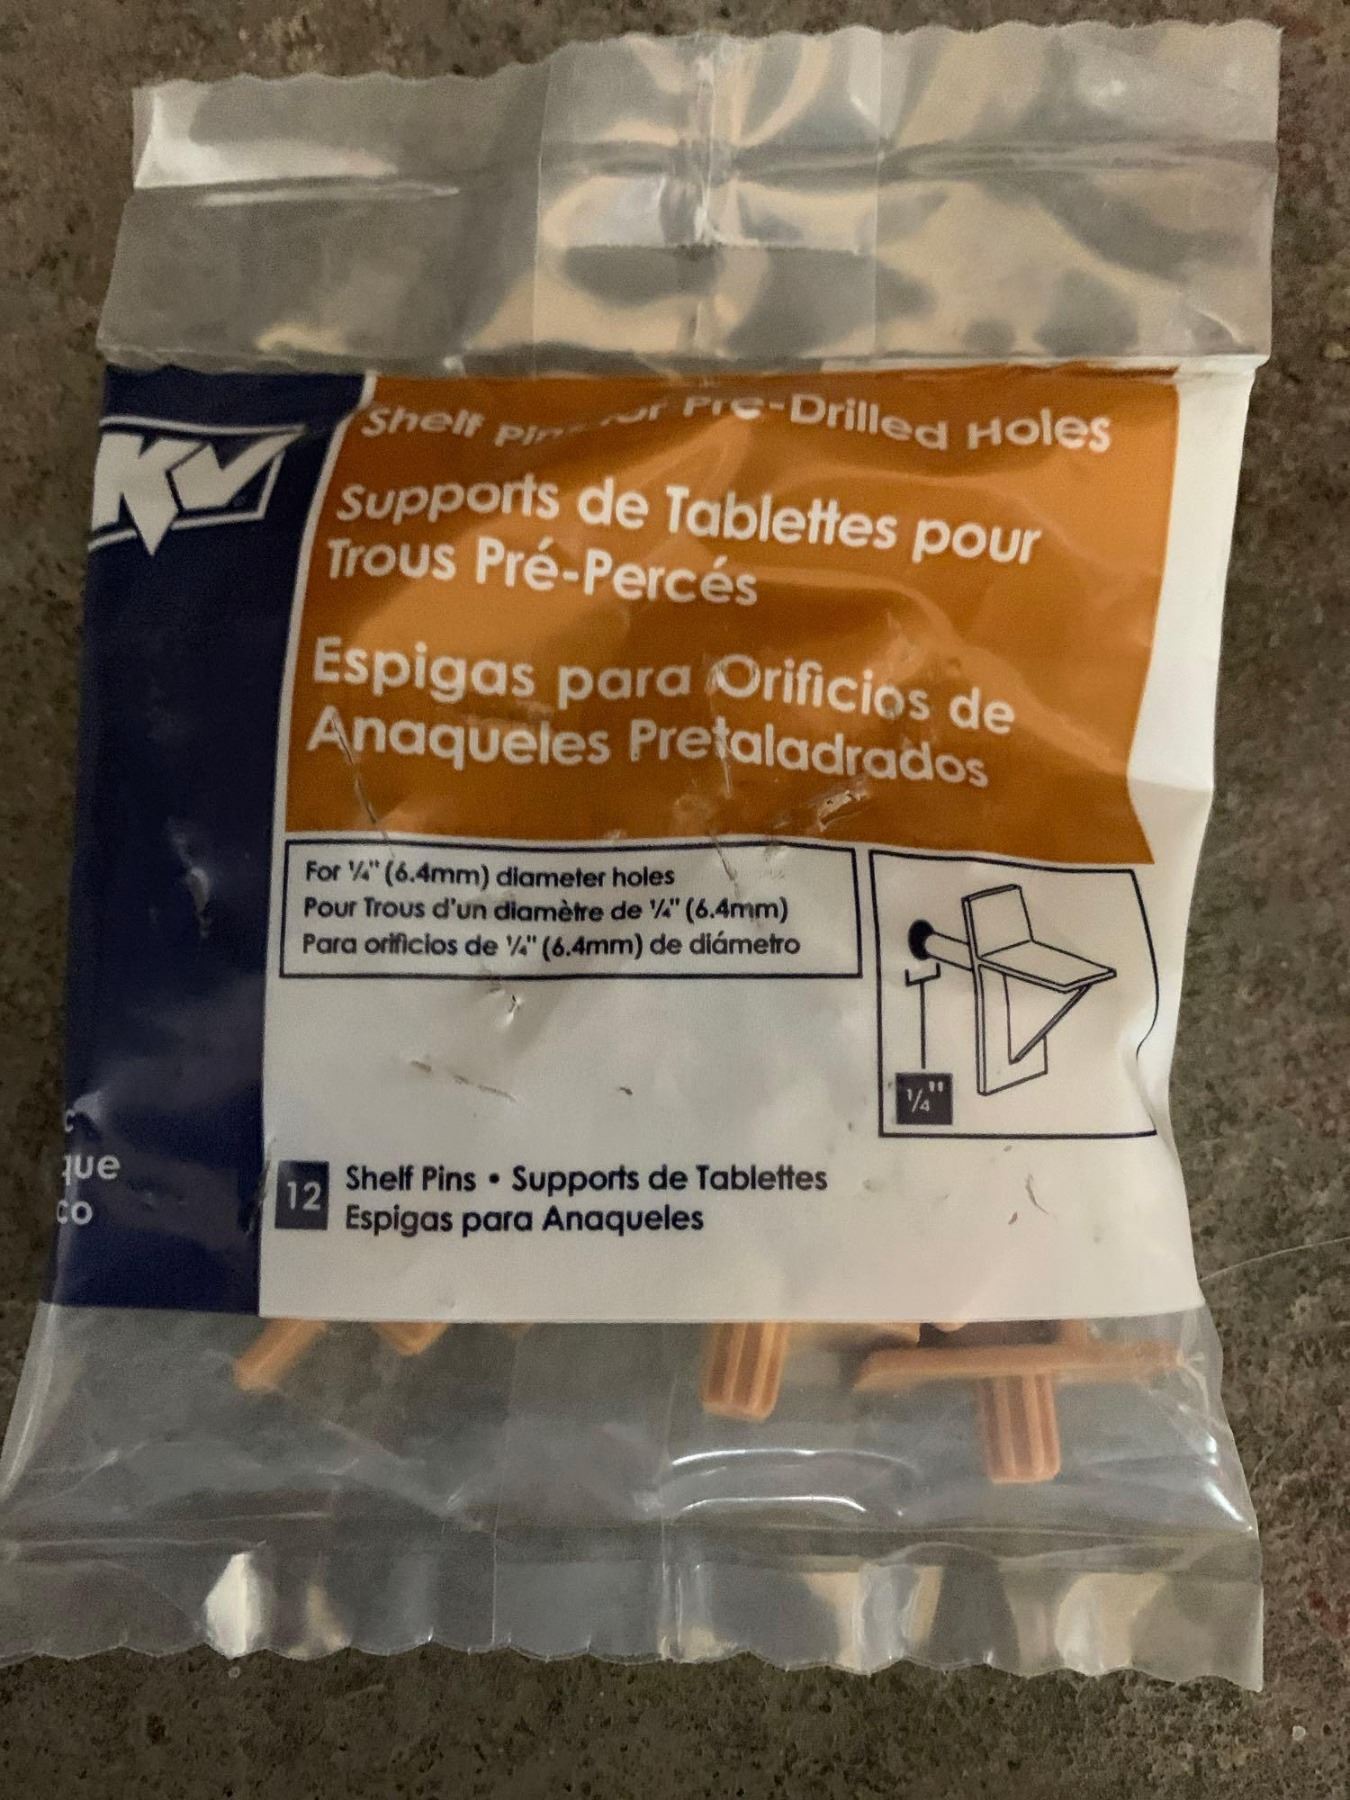 KV
Shelf Pins for Pre-Drilled Holes
Supports de Tablettes pour
Trous Pré-Percés
Espigas para Orificios de
Anaqueles Pretaladrados
For ¼" (6.4mm) diameter holes
Pour Trous d'un diamètre de ¼" (6.4mm)
Para orificios de ¼" (6.4mm) de diámetro
¼"
que
co
12
Shelf Pins • Supports de Tablettes
Espigas para Anaqueles